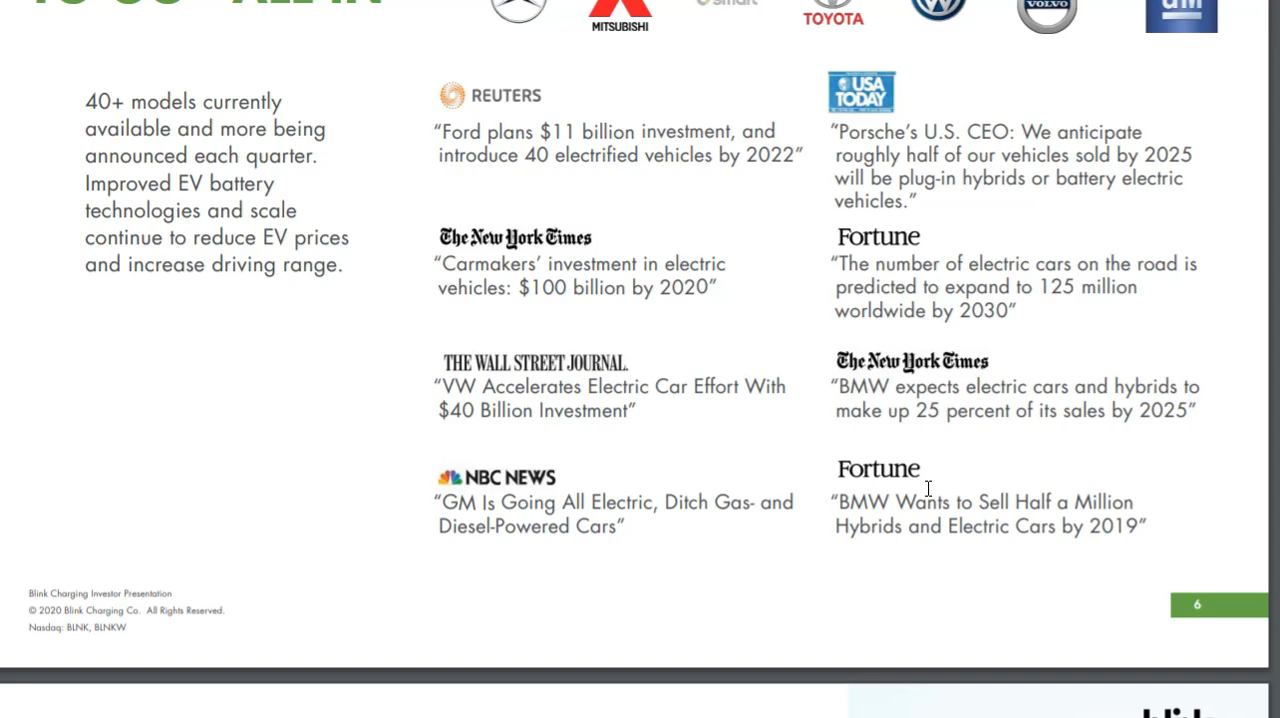 TO GO "ALL IN"
MITSUBISHI
smart
TOYOTA
VOLVO
GM
40+ models currently
available and more being
announced each quarter.
Improved EV battery
technologies and scale
continue to reduce EV prices
and increase driving range.
REUTERS
“Ford plans $11 billion investment, and
introduce 40 electrified vehicles by 2022”
The New York Times
“Carmakers’ investment in electric
vehicles: $100 billion by 2020”
THE WALL STREET JOURNAL.
“VW Accelerates Electric Car Effort With
$40 Billion Investment”
NBC NEWS
“GM Is Going All Electric, Ditch Gas- and
Diesel-Powered Cars”
USA
TODAY
“Porsche’s U.S. CEO: We anticipate
roughly half of our vehicles sold by 2025
will be plug-in hybrids or battery electric
vehicles.”
Fortune
“The number of electric cars on the road is
predicted to expand to 125 million
worldwide by 2030”
The New York Times
“BMW expects electric cars and hybrids to
make up 25 percent of its sales by 2025”
Fortune
“BMW Wants to Sell Half a Million
Hybrids and Electric Cars by 2019”
Blink Charging Investor Presentation
© 2020 Blink Charging Co. All Rights Reserved.
Nasdaq: BLNK, BLNKW
6
blink